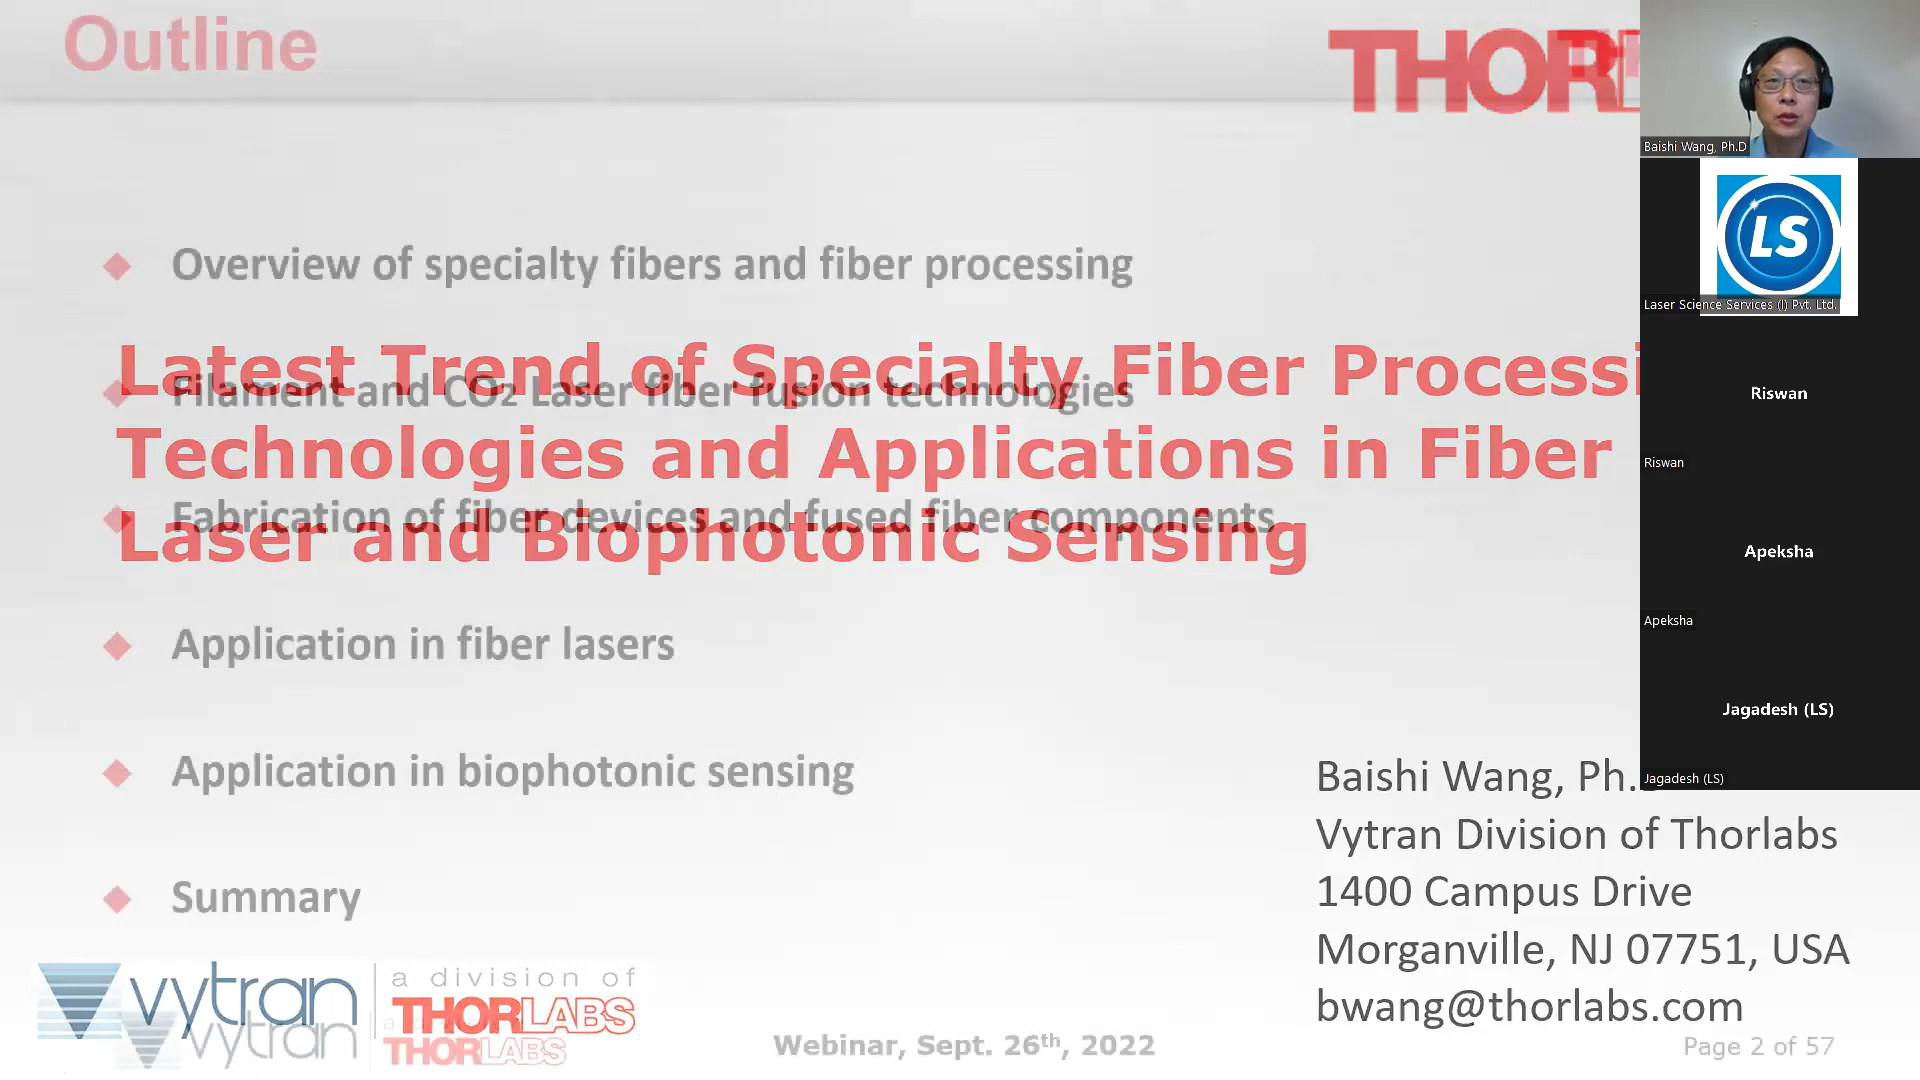 Outline
THOR
Overview of specialty fibers and fiber processing
Latest Trend of Specialty Fiber Processi
Filament and CO2 Laser fiber fusion technologies
Technologies and Applications in Fiber
Fabrication of fiber devices and fused fiber components
Laser and Biophotonic Sensing
Application in fiber lasers
Application in biophotonic sensing
Summary
Baishi Wang, Ph.
Vytran Division of Thorlabs
1400 Campus Drive
Morganville, NJ 07751, USA
bwang@thorlabs.com
vytran
a division of
THORLABS
vytran
THORLABS
Webinar, Sept. 26th, 2022
Page 2 of 57
Baishi Wang, Ph.D
LS
Laser Science Services (I) Pvt. Ltd.
Riswan
Riswan
Apeksha
Apeksha
Jagadesh (LS)
Jagadesh (LS)